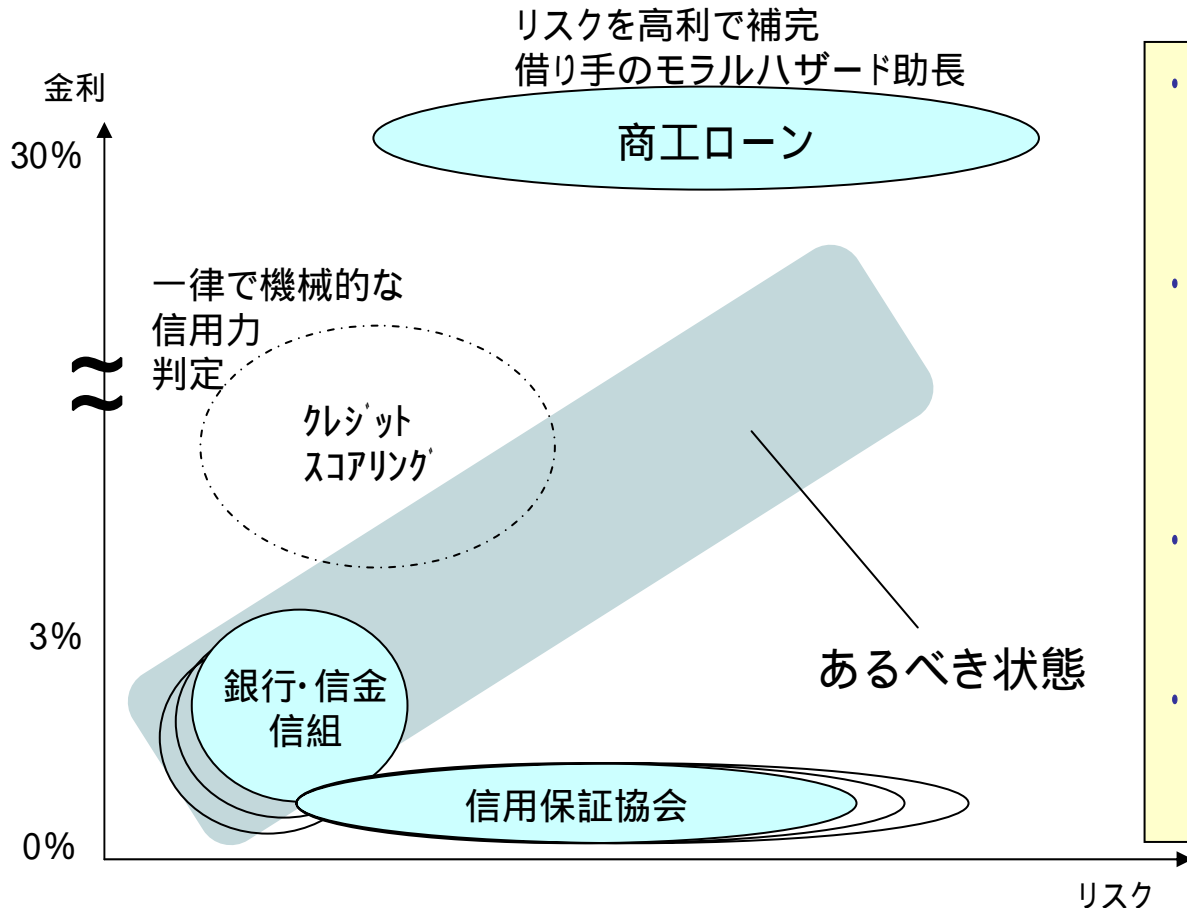 リスクを高利で補完
借り手のモラルハザード助長
金利
30%
商工ローン
一律で機械的な
信用力
判定
クレジット
スコアリング
3%
あるべき状態
銀行・信金
信組
信用保証協会
0%
リスク